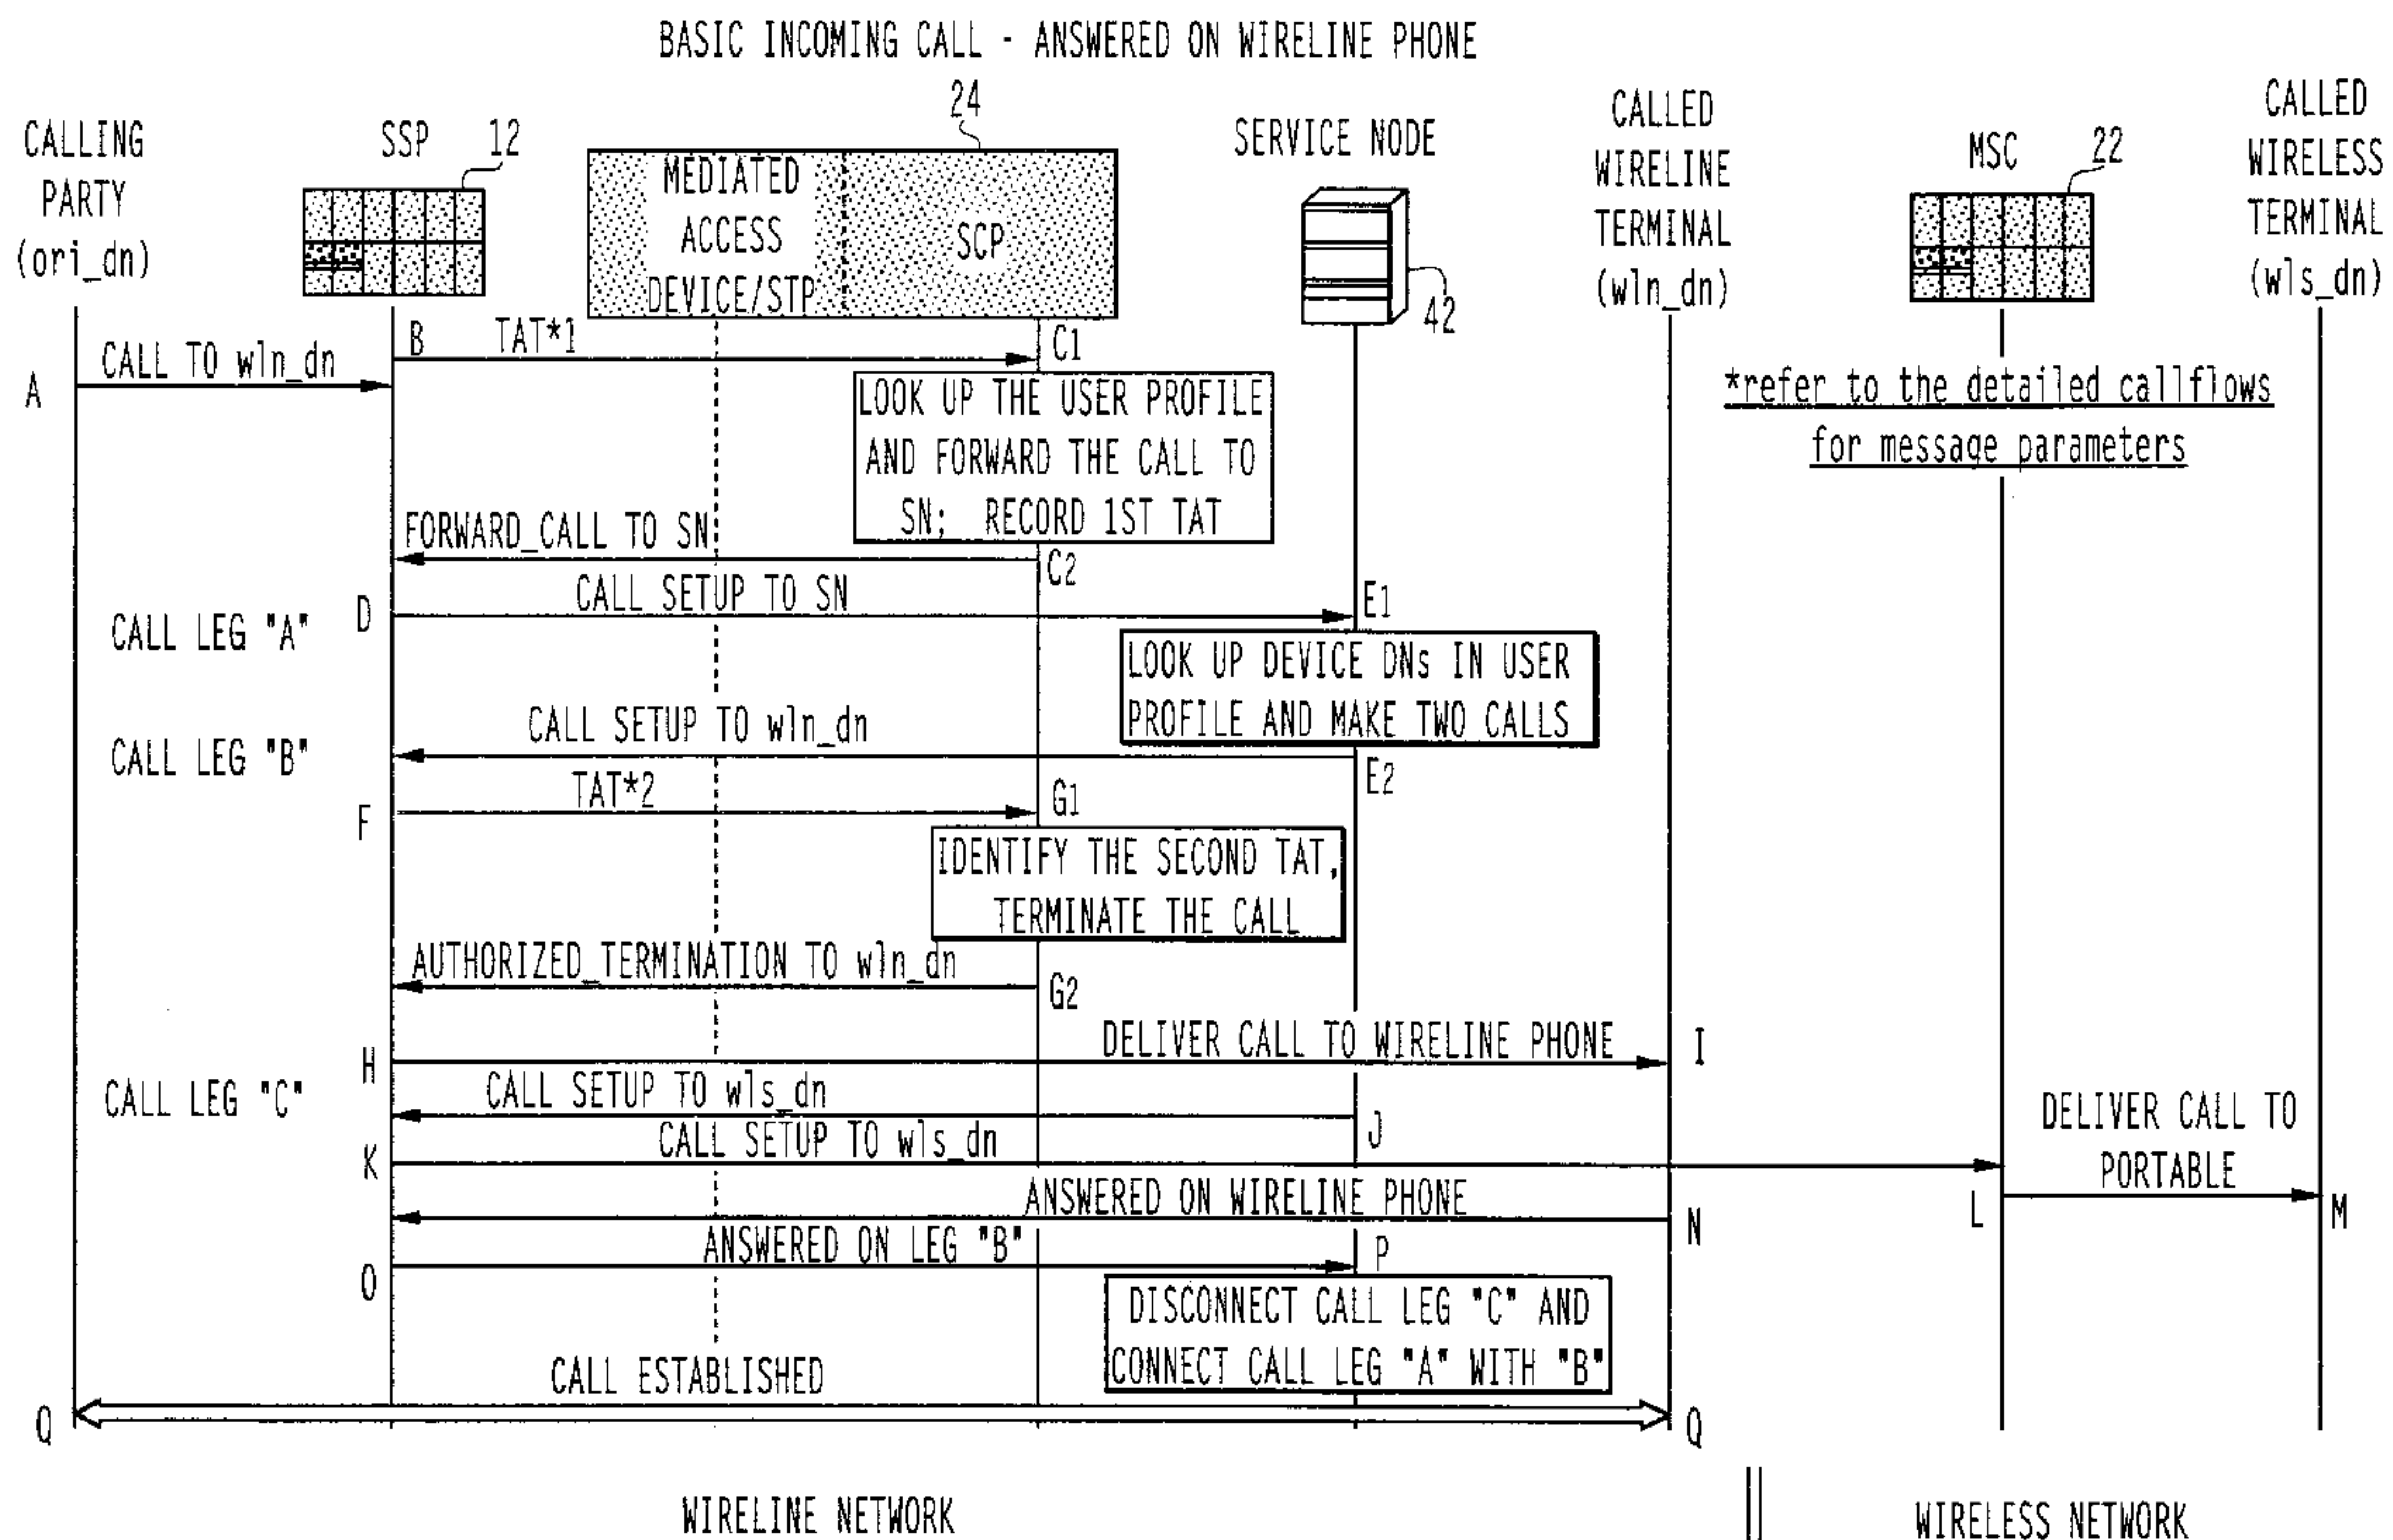 BASIC INCOMING CALL - ANSWERED ON WIRELINE PHONE
CALLING
PARTY
(ori_dn)
SSP
12
24
MEDIATED
ACCESS
DEVICE/STP
SCP
SERVICE NODE
42
CALLED
WIRELINE
TERMINAL
(wln_dn)
MSC
22
CALLED
WIRELESS
TERMINAL
(wls_dn)
A
CALL TO wln_dn
B
TAT*1
C1
LOOK UP THE USER PROFILE
AND FORWARD THE CALL TO
SN; RECORD 1ST TAT
*refer to the detailed callflows
for message parameters
FORWARD_CALL TO SN
C2
CALL LEG "A"
D
CALL SETUP TO SN
E1
LOOK UP DEVICE DNs IN USER
PROFILE AND MAKE TWO CALLS
CALL LEG "B"
CALL SETUP TO wln_dn
E2
F
TAT*2
G1
IDENTIFY THE SECOND TAT,
TERMINATE THE CALL
AUTHORIZED_TERMINATION TO wln_dn
G2
H
DELIVER CALL TO WIRELINE PHONE
I
CALL LEG "C"
CALL SETUP TO wls_dn
J
K
CALL SETUP TO wls_dn
L
DELIVER CALL TO
PORTABLE
M
ANSWERED ON WIRELINE PHONE
N
O
ANSWERED ON LEG "B"
P
DISCONNECT CALL LEG "C" AND
CONNECT CALL LEG "A" WITH "B"
CALL ESTABLISHED
Q
Q
WIRELINE NETWORK
WIRELESS NETWORK